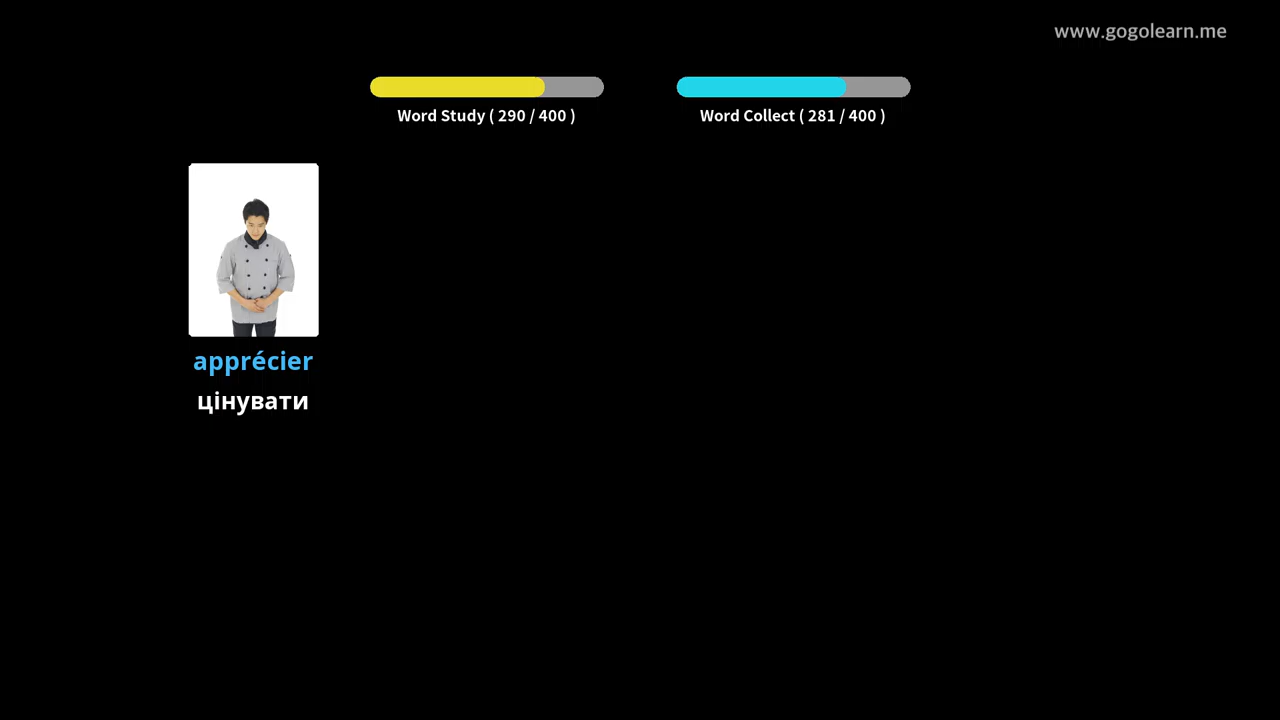 www.gogolearn.me
Word Study ( 290 / 400 )
Word Collect ( 281 / 400 )
apprécier
цінувати